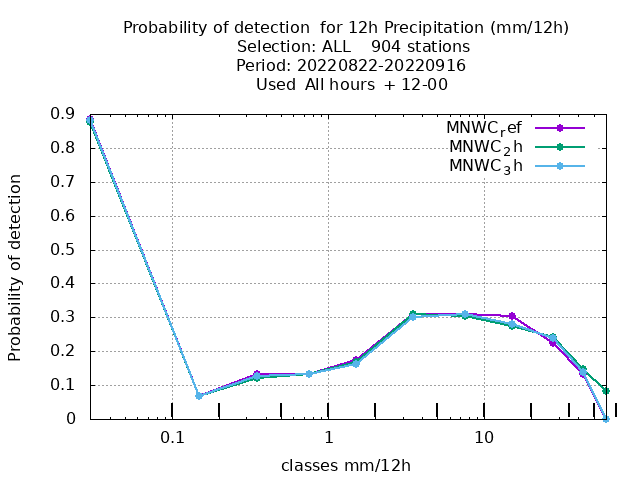 Probability of detection  for 12h Precipitation (mm/12h)
Selection: ALL    904 stations
Period: 20220822-20220916
Used  All hours  + 12-00
Probability of detection
0.9
0.8
0.7
0.6
0.5
0.4
0.3
0.2
0.1
0
MNWC_ref
MNWC_2h
MNWC_3h
0.1
1
10
classes mm/12h